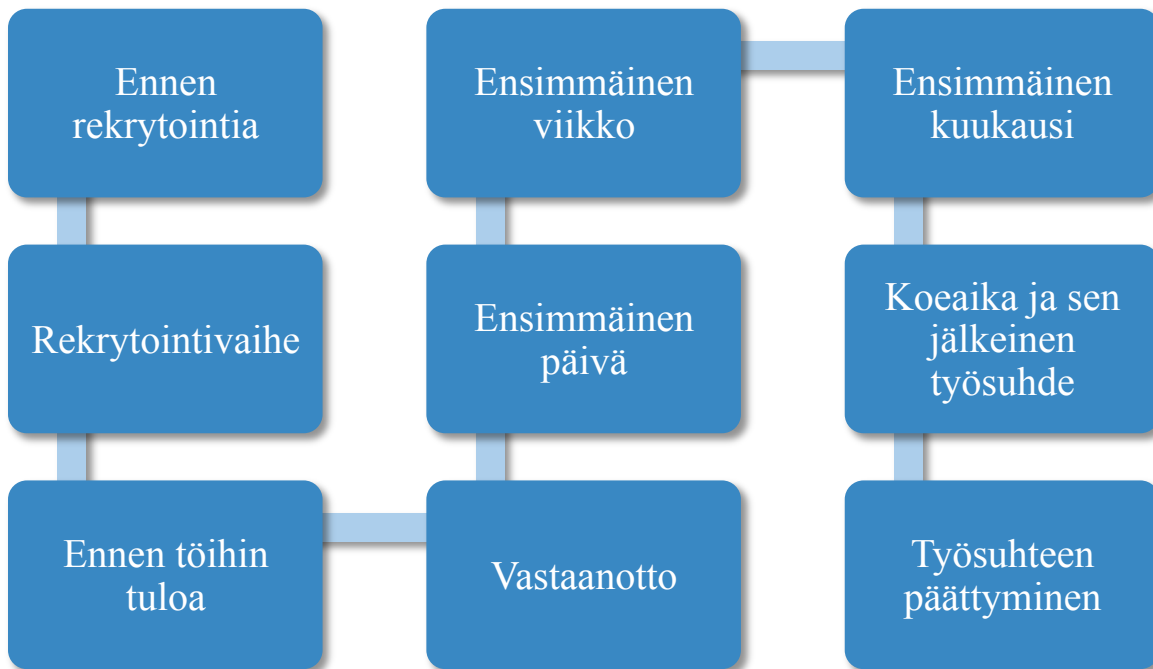 Ennen
rekrytointia
Rekrytointivaihe
Ennen töihin
tuloa
Vastaanotto
Ensimmäinen
päivä
Ensimmäinen
viikko
Ensimmäinen
kuukausi
Koeaika ja sen
jälkeinen
työsuhde
Työsuhteen
päättyminen